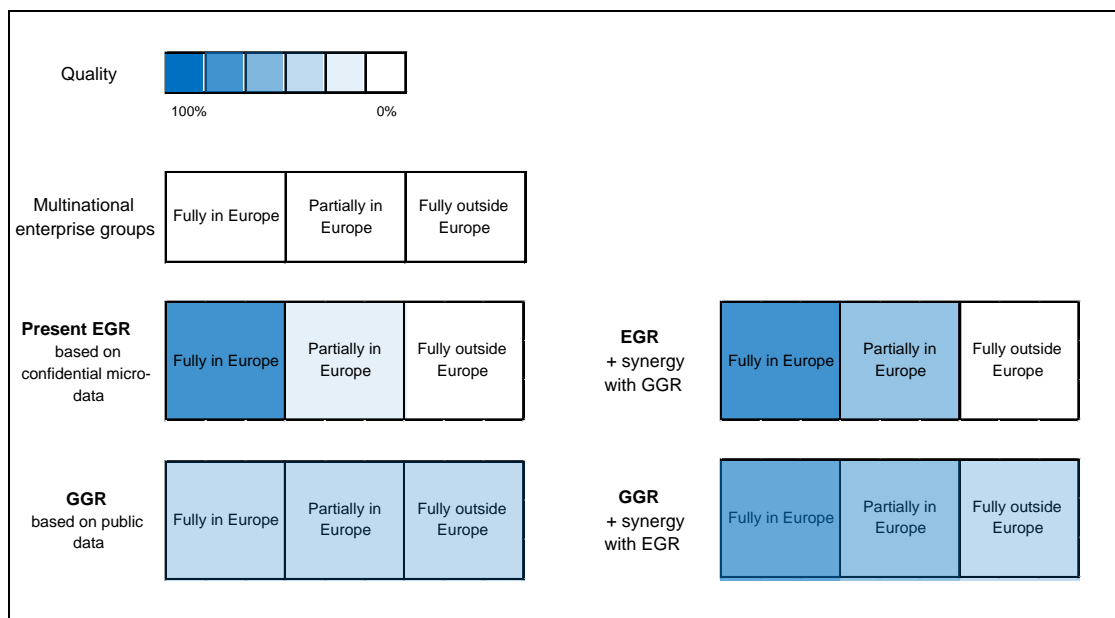 Quality
100%
0%
Multinational
enterprise groups
Fully in Europe
Partially in
Europe
Fully outside
Europe
Present EGR
based on
confidential micro-
data
Fully in Europe
Partially in
Europe
Fully outside
Europe
EGR
+ synergy
with GGR
Fully in Europe
Partially in
Europe
Fully outside
Europe
GGR
based on public
data
Fully in Europe
Partially in
Europe
Fully outside
Europe
GGR
+ synergy
with EGR
Fully in Europe
Partially in
Europe
Fully outside
Europe